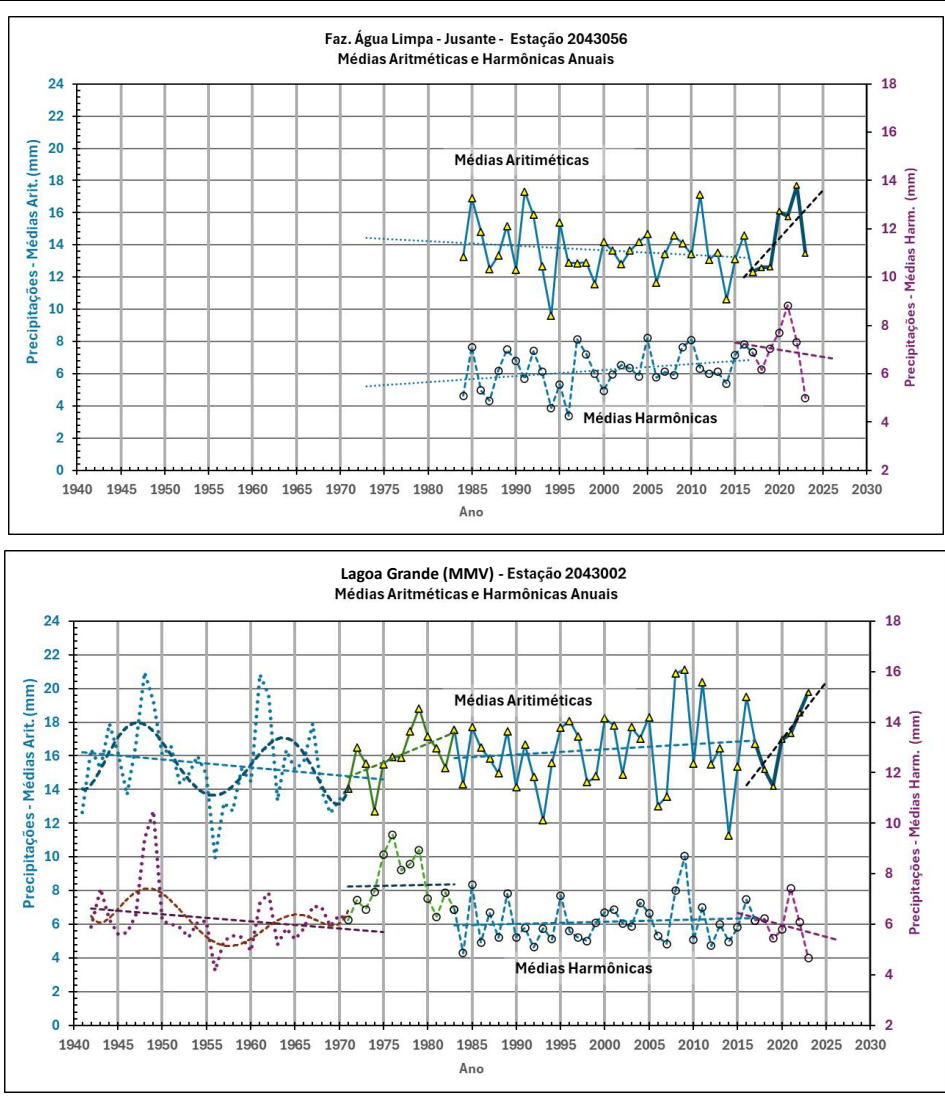 Faz. Água Limpa - Jusante - Estação 2043056
Médias Aritméticas e Harmônicas Anuais
Precipitações - Médias Arit. (mm)
24
22
20
18
16
14
12
10
8
6
4
2
0
Médias Aritiméticas
Médias Harmônicas
18
16
14
12
10
8
6
4
2
Precipitações - Médias Harm. (mm)
1940 1945 1950 1955 1960 1965 1970 1975 1980 1985 1990 1995 2000 2005 2010 2015 2020 2025 2030
Ano
Lagoa Grande (MMV) - Estação 2043002
Médias Aritméticas e Harmônicas Anuais
Precipitações - Médias Arit. (mm)
24
22
20
18
16
14
12
10
8
6
4
2
0
Médias Aritiméticas
Médias Harmônicas
18
16
14
12
10
8
6
4
2
Precipitações - Médias Harm. (mm)
1940 1945 1950 1955 1960 1965 1970 1975 1980 1985 1990 1995 2000 2005 2010 2015 2020 2025 2030
Ano